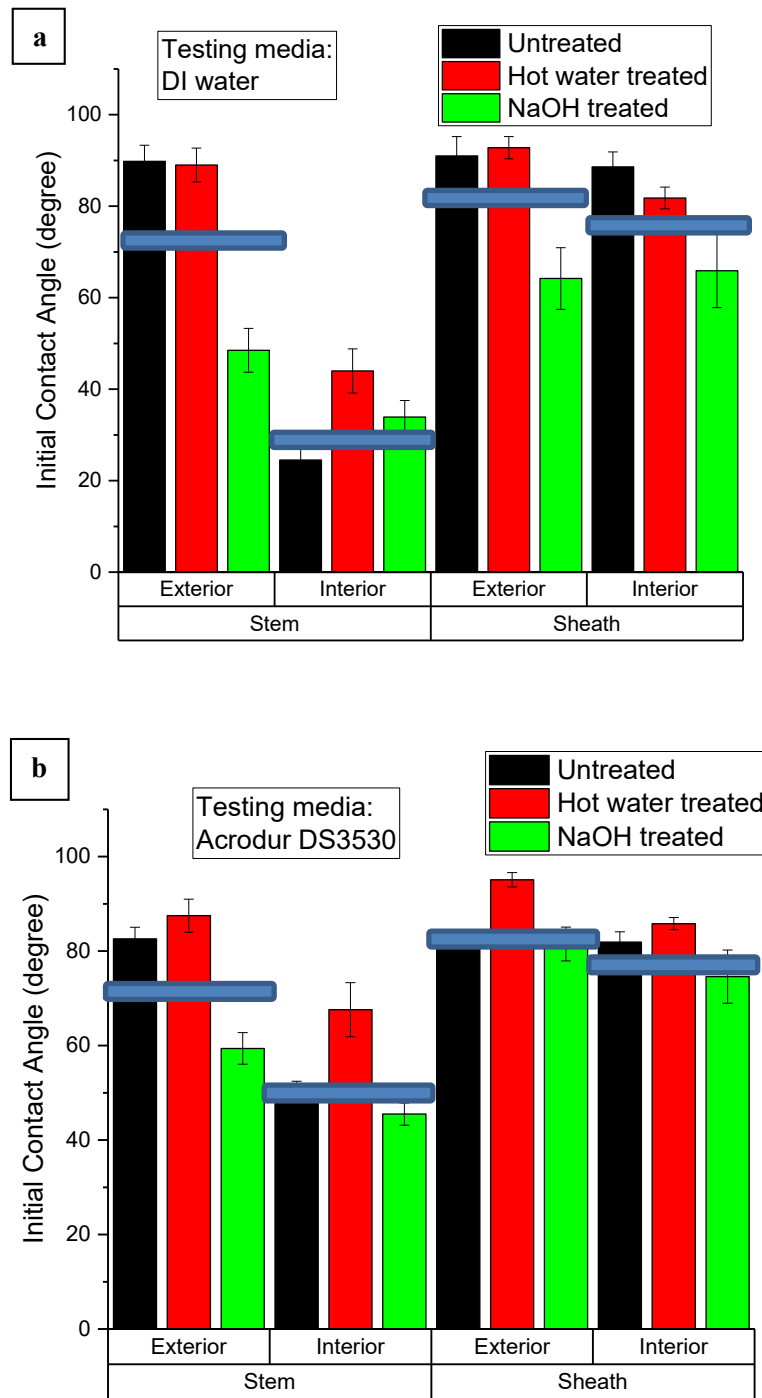 a
Testing media:
DI water
Untreated
Hot water treated
NaOH treated
100
80
60
40
20
0
Initial Contact Angle (degree)
Exterior Interior Exterior Interior
Stem Sheath
b
Testing media:
Acrodur DS3530
Untreated
Hot water treated
NaOH treated
100
80
60
40
20
0
Initial Contact Angle (degree)
Exterior Interior Exterior Interior
Stem Sheath